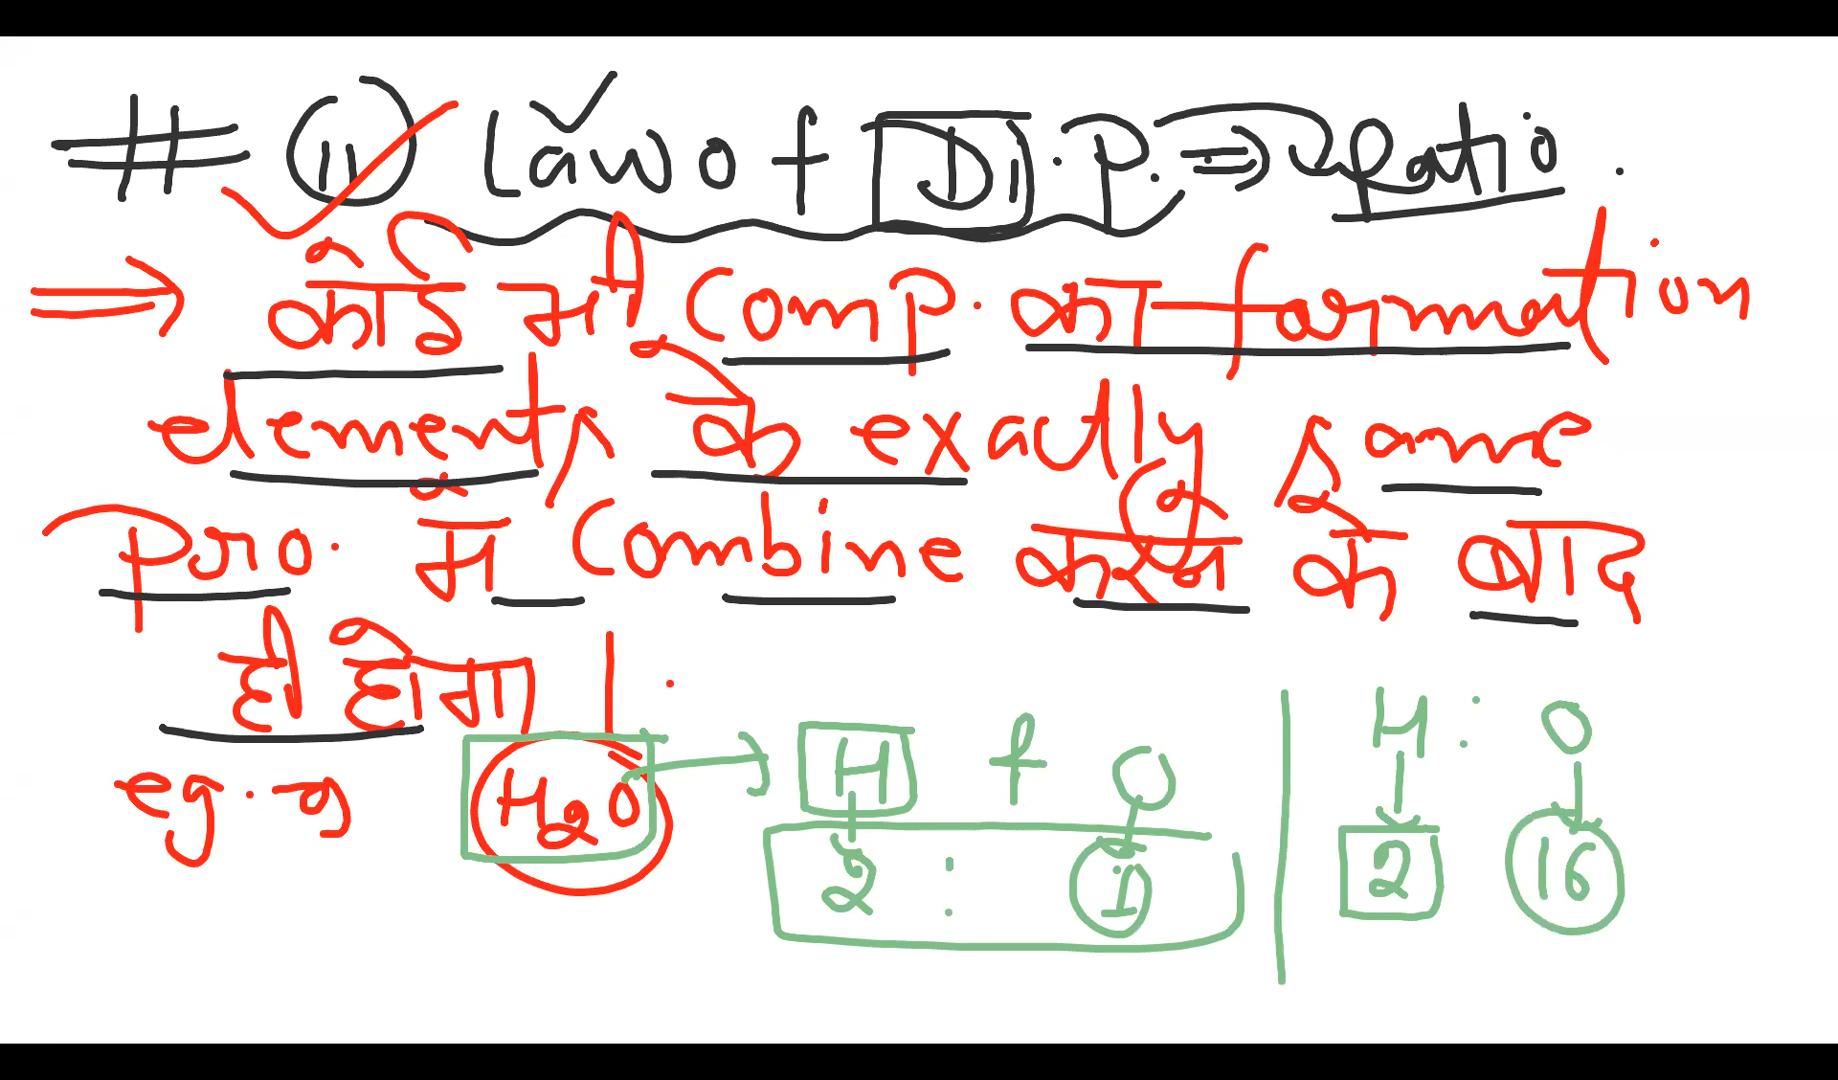 # (11) Law of D. P. ⇒ Ratio.
⇒ कोई भी Comp. का formation
elements के exactly same
pro. में Combine करने के बाद
ही होगा |.
eg. ⇒ H2O → H f O | H : O
2 : 1 | 2 16